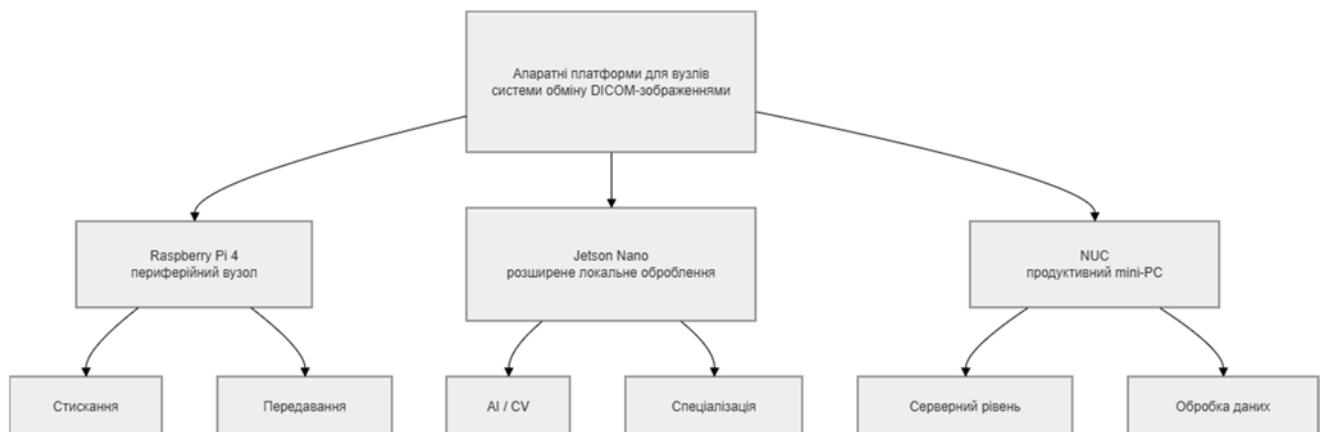 Апаратні платформи для вузлів
системи обміну DICOM-зображеннями
Raspberry Pi 4
периферійний вузол
Jetson Nano
розширене локальне оброблення
NUC
продуктивний mini-PC
Стискання
Передавання
AI / CV
Спеціалізація
Серверний рівень
Обробка даних